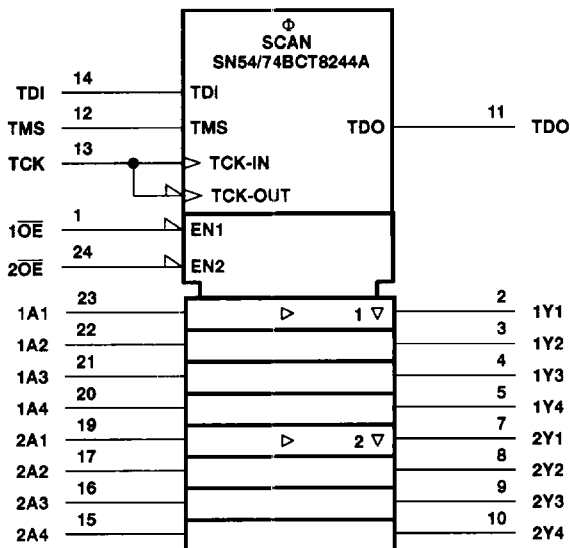 Φ
SCAN
SN54/74BCT8244A
TDI 14 TDI
TMS 12 TMS TDO 11 TDO
TCK 13 TCK-IN
TCK-OUT
1O̅E̅ 1 EN1
2O̅E̅ 24 EN2
1A1 23 1 2 1Y1
1A2 22 3 1Y2
1A3 21 4 1Y3
1A4 20 5 1Y4
2A1 19 2 7 2Y1
2A2 17 8 2Y2
2A3 16 9 2Y3
2A4 15 10 2Y4